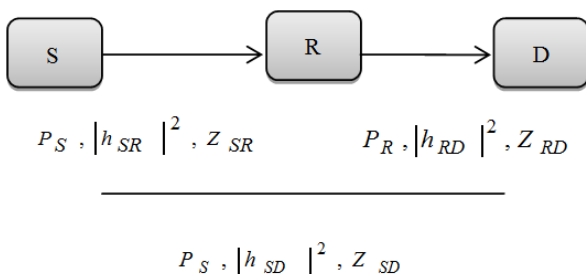 S R D
P_S , |h_SR|^2 , Z_SR P_R , |h_RD|^2 , Z_RD
P_S , |h_SD|^2 , Z_SD